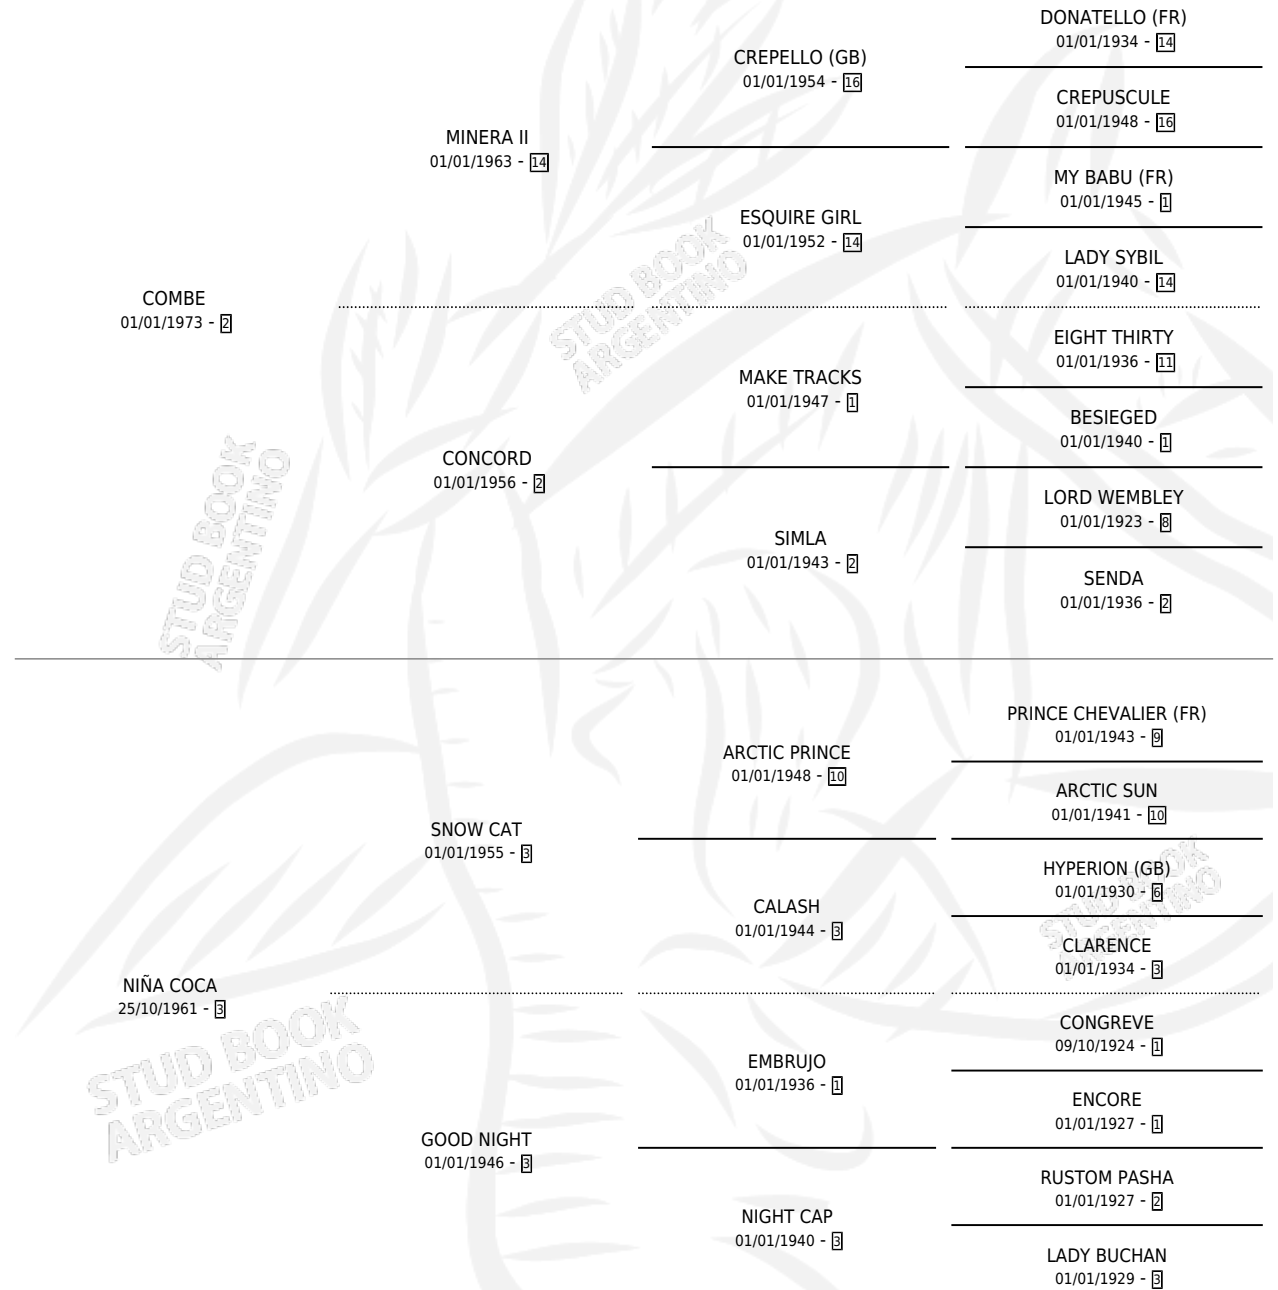 DONATELLO (FR)
01/01/1934 - 14
CREPELLO (GB)
01/01/1954 - 16
CREPUSCULE
01/01/1948 - 16
MINERA II
01/01/1963 - 14
MY BABU (FR)
01/01/1945 - 1
ESQUIRE GIRL
01/01/1952 - 14
LADY SYBIL
01/01/1940 - 14
COMBE
01/01/1973 - 2
EIGHT THIRTY
01/01/1936 - 11
MAKE TRACKS
01/01/1947 - 1
BESIEGED
01/01/1940 - 1
CONCORD
01/01/1956 - 2
LORD WEMBLEY
01/01/1923 - 8
SIMLA
01/01/1943 - 2
SENDA
01/01/1936 - 2
STUD BOOK
ARGENTINO
STUD BOOK
ARGENTINO
PRINCE CHEVALIER (FR)
01/01/1943 - 9
ARCTIC PRINCE
01/01/1948 - 10
ARCTIC SUN
01/01/1941 - 10
SNOW CAT
01/01/1955 - 3
HYPERION (GB)
01/01/1930 - 6
CALASH
01/01/1944 - 3
CLARENCE
01/01/1934 - 3
STUD BOOK
ARGENTINO
NIÑA COCA
25/10/1961 - 3
CONGREVE
09/10/1924 - 1
EMBRUJO
01/01/1936 - 1
ENCORE
01/01/1927 - 1
GOOD NIGHT
01/01/1946 - 3
RUSTOM PASHA
01/01/1927 - 2
NIGHT CAP
01/01/1940 - 3
LADY BUCHAN
01/01/1929 - 3
STUD BOOK
ARGENTINO